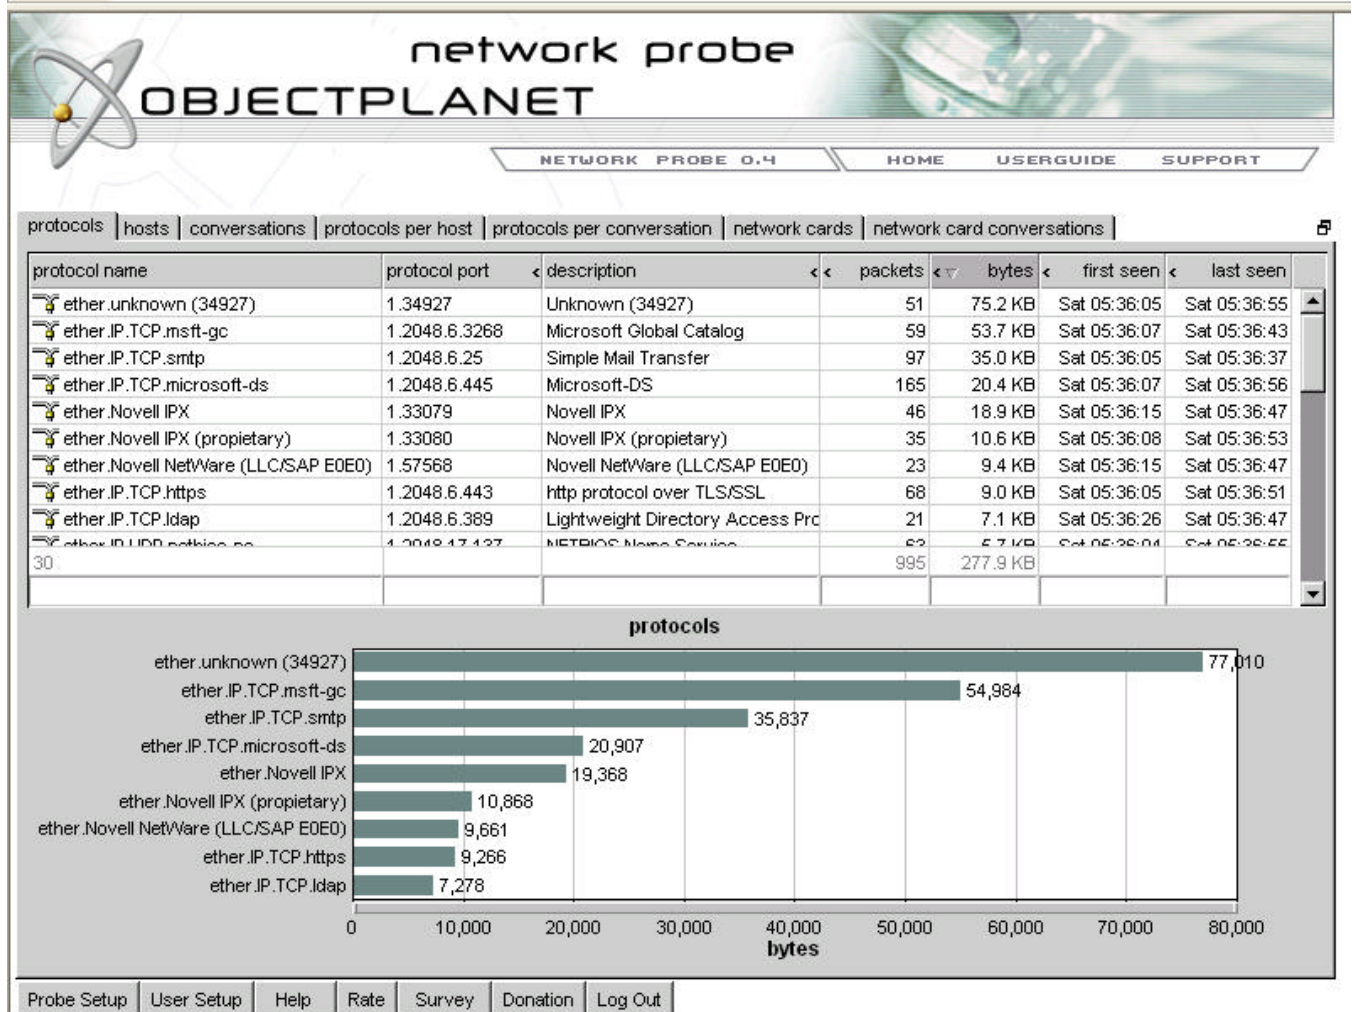 network probe
OBJECTPLANET
NETWORK PROBE 0.4 HOME USERGUIDE SUPPORT
protocols hosts conversations protocols per host protocols per conversation network cards network card conversations
protocol name protocol port < description < < packets < bytes < first seen < last seen
ether.unknown (34927) 1.34927 Unknown (34927) 51 75.2 KB Sat 05:36:05 Sat 05:36:55
ether.IP.TCP.msft-gc 1.2048.6.3268 Microsoft Global Catalog 59 53.7 KB Sat 05:36:07 Sat 05:36:43
ether.IP.TCP.smtp 1.2048.6.25 Simple Mail Transfer 97 35.0 KB Sat 05:36:05 Sat 05:36:37
ether.IP.TCP.microsoft-ds 1.2048.6.445 Microsoft-DS 165 20.4 KB Sat 05:36:07 Sat 05:36:56
ether.Novell IPX 1.33079 Novell IPX 46 18.9 KB Sat 05:36:15 Sat 05:36:47
ether.Novell IPX (propietary) 1.33080 Novell IPX (propietary) 35 10.6 KB Sat 05:36:08 Sat 05:36:53
ether.Novell NetWare (LLC/SAP E0E0) 1.57568 Novell NetWare (LLC/SAP E0E0) 23 9.4 KB Sat 05:36:15 Sat 05:36:47
ether.IP.TCP.https 1.2048.6.443 http protocol over TLS/SSL 68 9.0 KB Sat 05:36:05 Sat 05:36:51
ether.IP.TCP.ldap 1.2048.6.389 Lightweight Directory Access Prc 21 7.1 KB Sat 05:36:26 Sat 05:36:47
1.2048.17.137 NETBIOS Name Service
30 995 277.9 KB
protocols
ether.unknown (34927) 77,010
ether.IP.TCP.msft-gc 54,984
ether.IP.TCP.smtp 35,837
ether.IP.TCP.microsoft-ds 20,907
ether.Novell IPX 19,368
ether.Novell IPX (propietary) 10,868
ether.Novell NetWare (LLC/SAP E0E0) 9,661
ether.IP.TCP.https 9,266
ether.IP.TCP.ldap 7,278
0 10,000 20,000 30,000 40,000 50,000 60,000 70,000 80,000
bytes
Probe Setup User Setup Help Rate Survey Donation Log Out